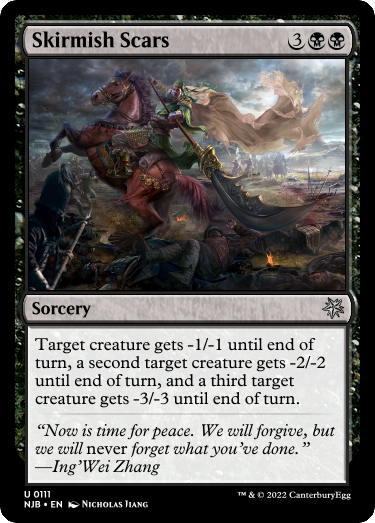 Skirmish Scars 3
Sorcery
Target creature gets -1/-1 until end of
turn, a second target creature gets -2/-2
until end of turn, and a third target
creature gets -3/-3 until end of turn.
“Now is time for peace. We will forgive, but
we will never forget what you’ve done.”
—Ing’Wei Zhang
U 0111
NJB • EN Nicholas Jiang
™ & © 2022 CanterburyEgg